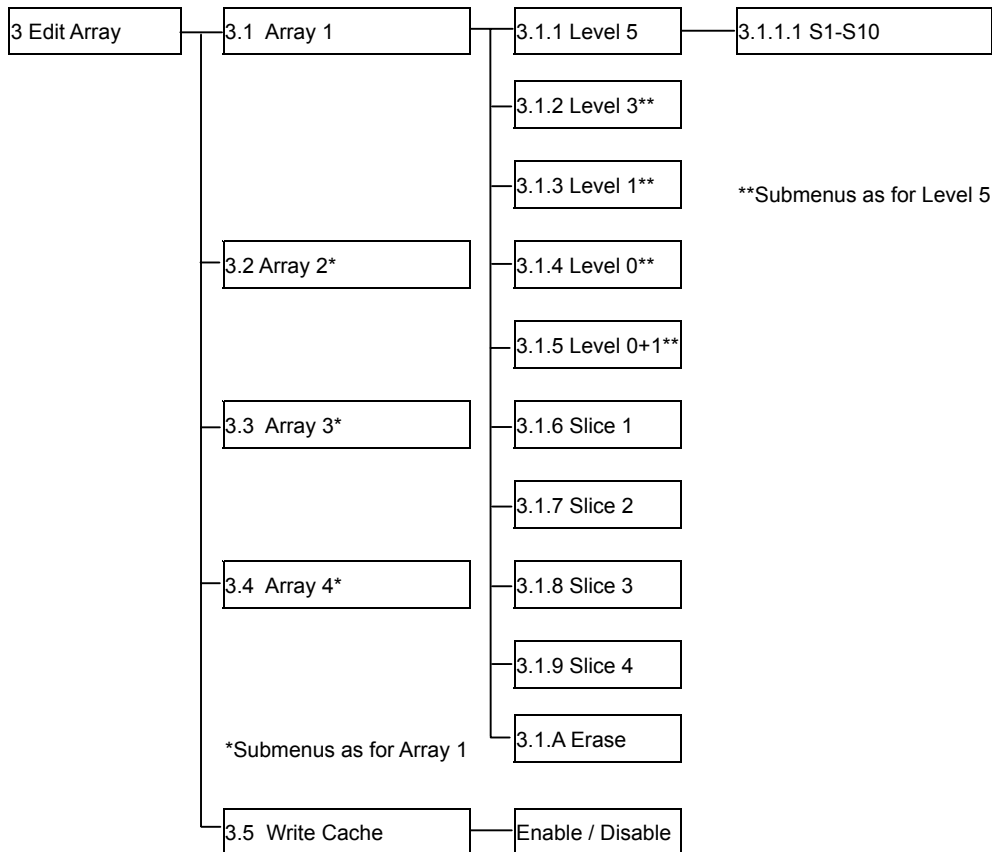 3 Edit Array
3.1 Array 1
3.1.1 Level 5
3.1.1.1 S1-S10
3.1.2 Level 3**
3.1.3 Level 1**
**Submenus as for Level 5
3.2 Array 2*
3.1.4 Level 0**
3.1.5 Level 0+1**
3.3 Array 3*
3.1.6 Slice 1
3.1.7 Slice 2
3.4 Array 4*
3.1.8 Slice 3
3.1.9 Slice 4
*Submenus as for Array 1
3.1.A Erase
3.5 Write Cache
Enable / Disable